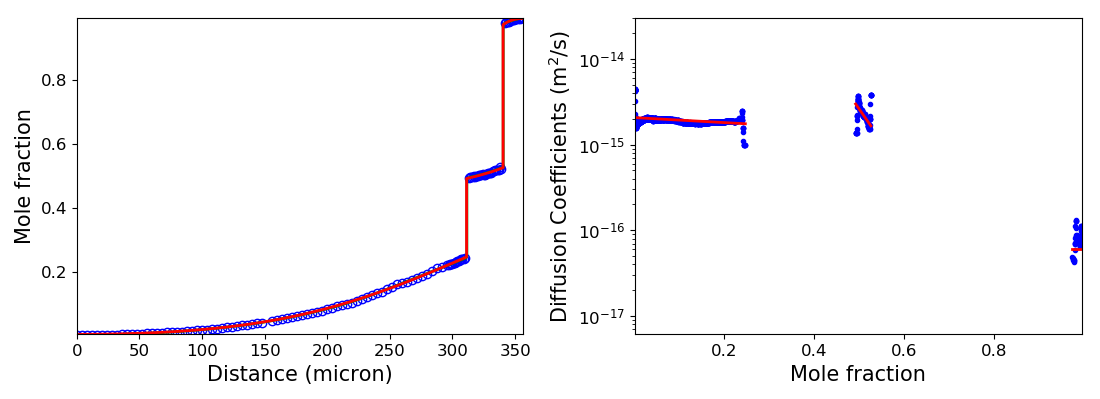 Mole fraction
0.8
0.6
0.4
0.2
0 50 100 150 200 250 300 350
Distance (micron)
Diffusion Coefficients (m²/s)
10⁻¹⁴
10⁻¹⁵
10⁻¹⁶
10⁻¹⁷
0.2 0.4 0.6 0.8
Mole fraction